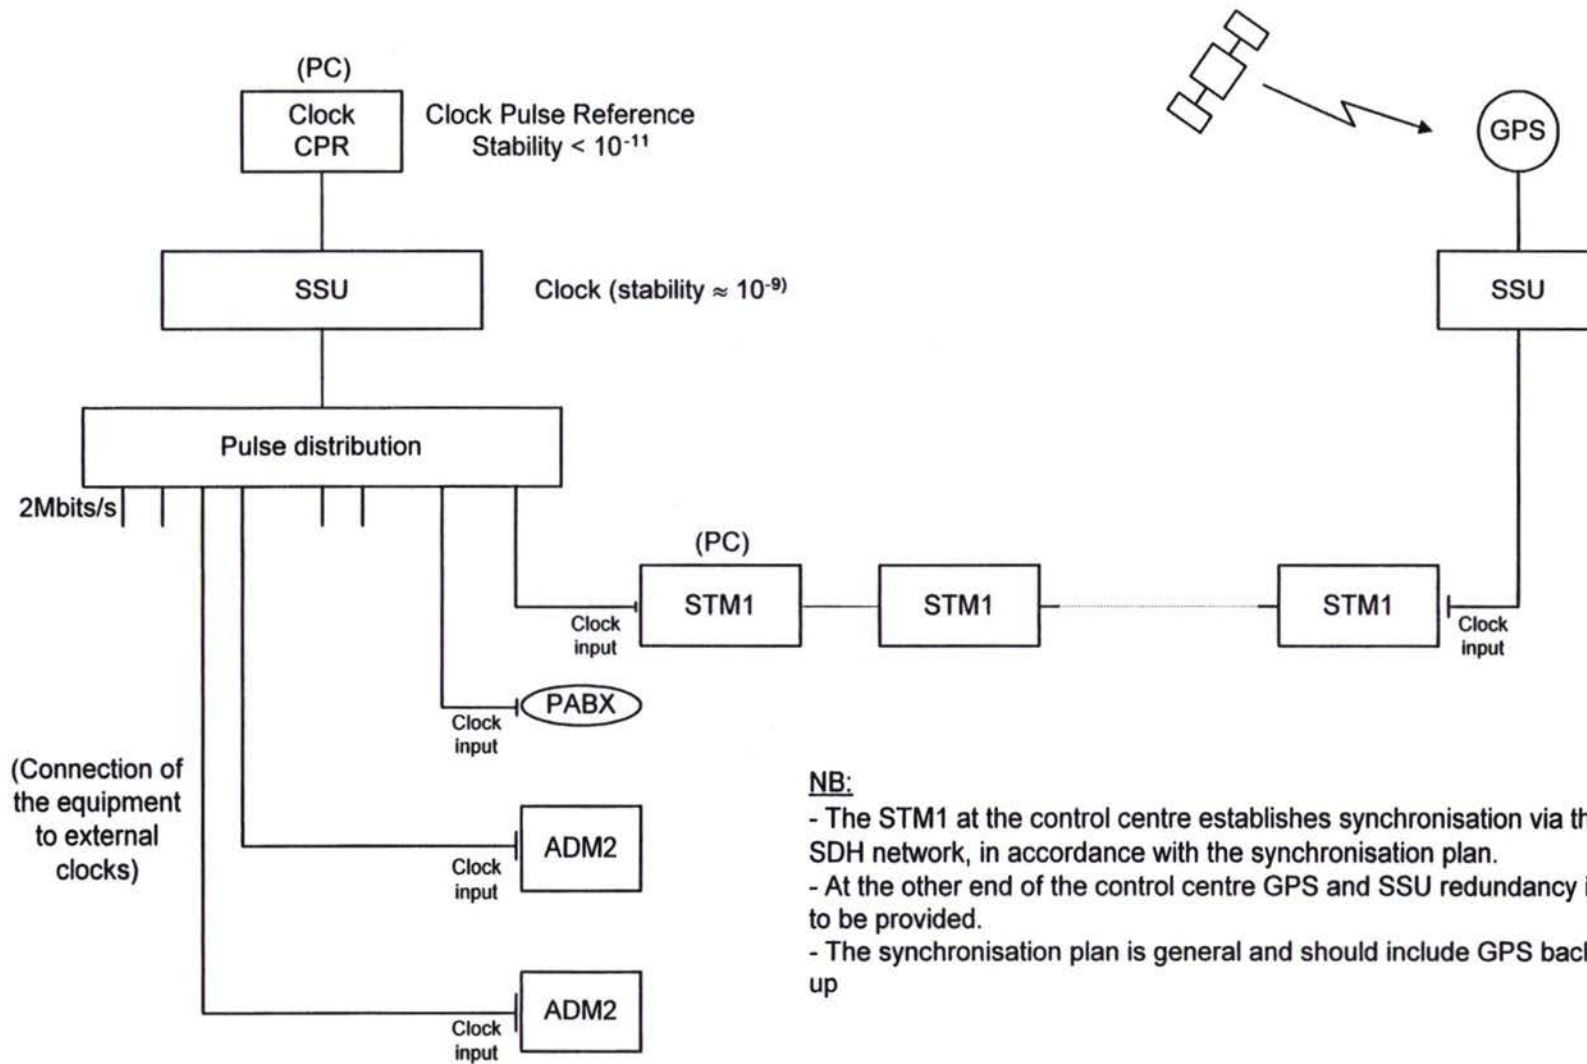 (PC)
Clock
CPR
Clock Pulse Reference
Stability < 10⁻¹¹
GPS
SSU
Clock (stability ≈ 10⁻⁹⁾
SSU
Pulse distribution
2Mbits/s
(PC)
STM1
STM1
STM1
Clock
input
Clock
input
PABX
Clock
input
(Connection of
the equipment
to external
clocks)
ADM2
Clock
input
ADM2
Clock
input
NB:
- The STM1 at the control centre establishes synchronisation via th
SDH network, in accordance with the synchronisation plan.
- At the other end of the control centre GPS and SSU redundancy i
to be provided.
- The synchronisation plan is general and should include GPS back
up